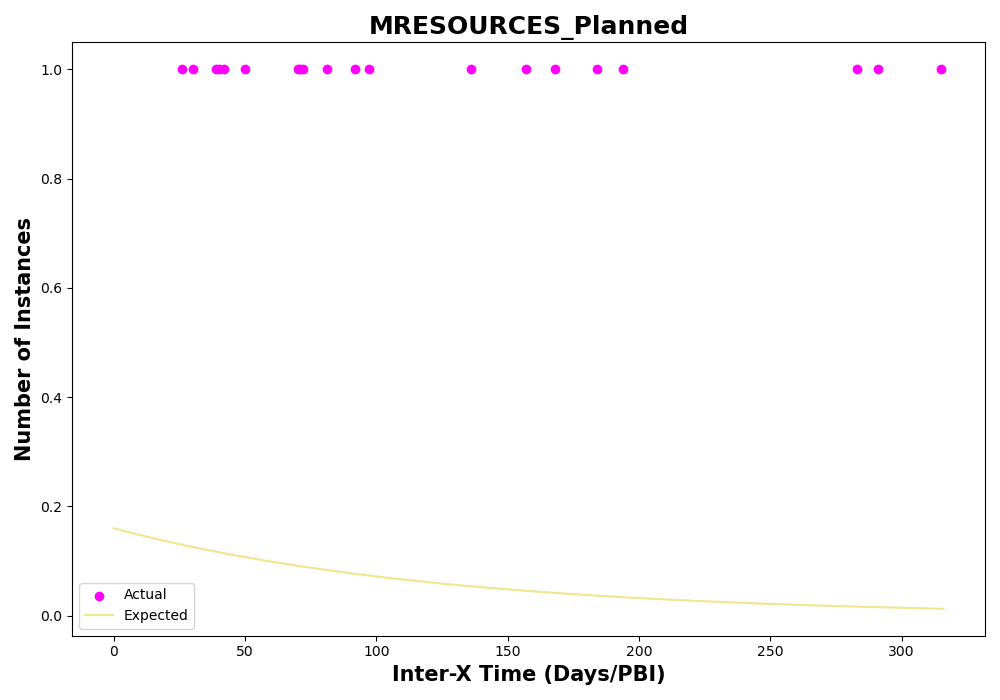 MRESOURCES_Planned
Number of Instances
1.0
0.8
0.6
0.4
0.2
0.0
Actual
Expected
0 50 100 150 200 250 300
Inter-X Time (Days/PBI)